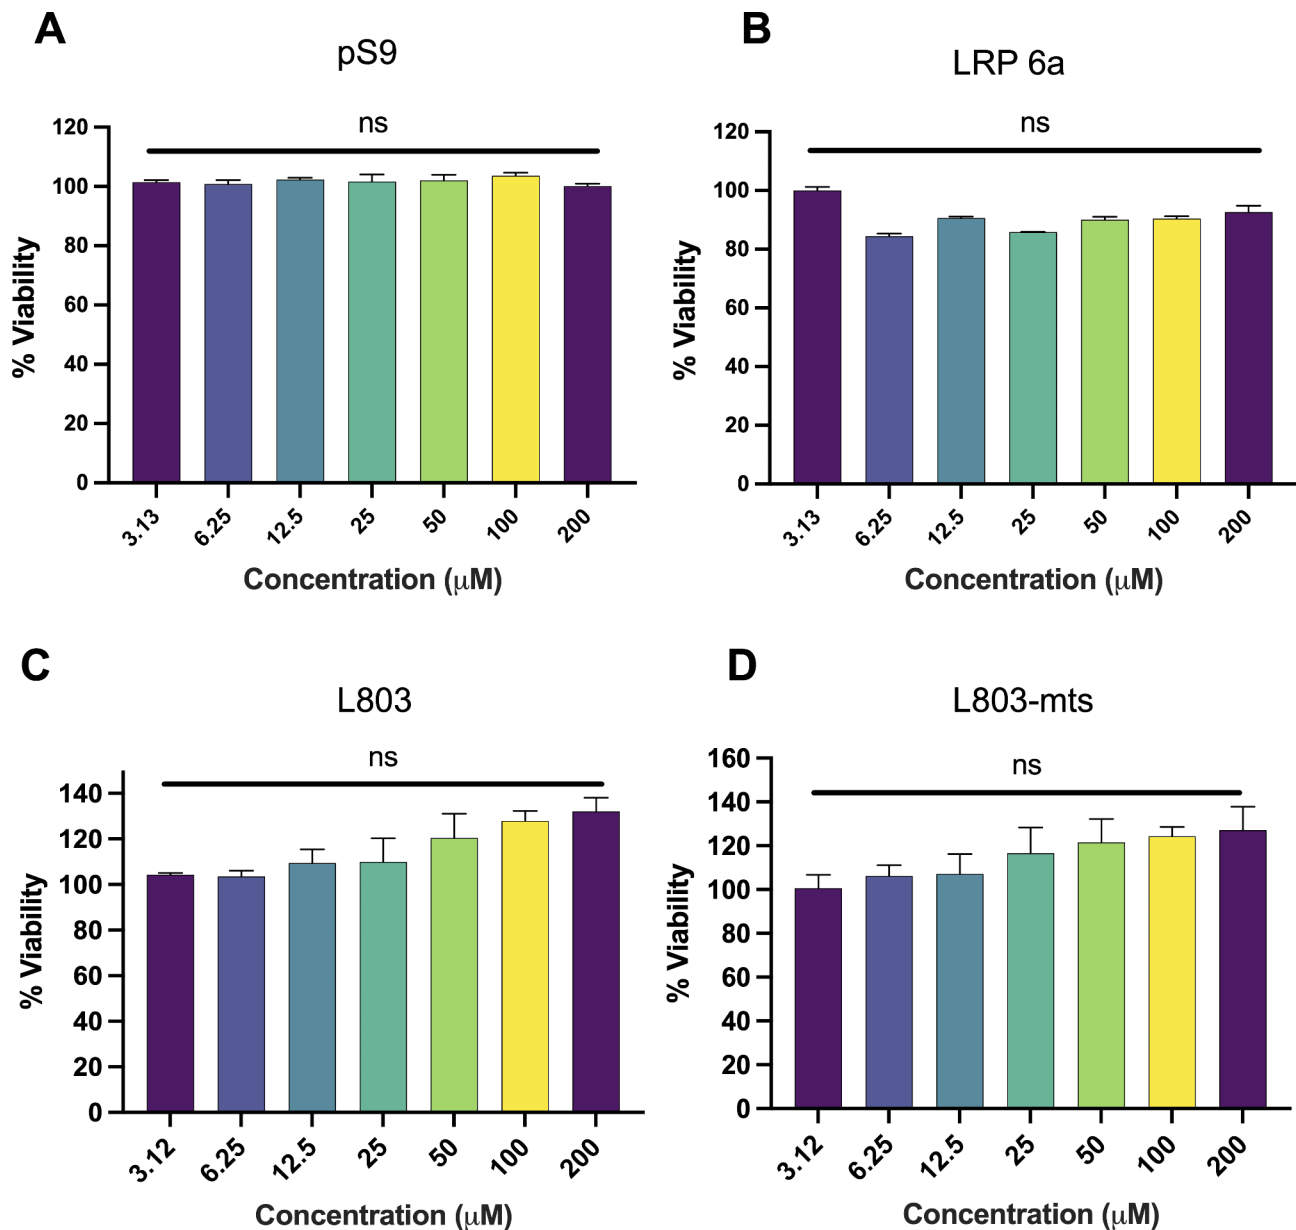 A
pS9
ns
% Viability
120
100
80
60
40
20
0
3.13
6.25
12.5
25
50
100
200
Concentration (μM)
B
LRP 6a
ns
% Viability
120
100
80
60
40
20
0
3.13
6.25
12.5
25
50
100
200
Concentration (μM)
C
L803
ns
% Viability
140
120
100
80
60
40
20
0
3.12
6.25
12.5
25
50
100
200
Concentration (μM)
D
L803-mts
ns
% Viability
160
140
120
100
80
60
40
20
0
3.12
6.25
12.5
25
50
100
200
Concentration (μM)